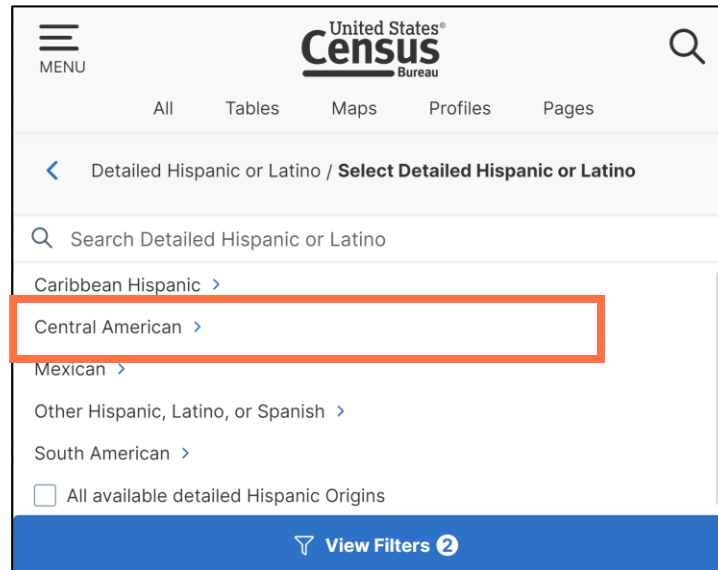 MENU
United States®
Census
Bureau
All Tables Maps Profiles Pages
Detailed Hispanic or Latino / Select Detailed Hispanic or Latino
Search Detailed Hispanic or Latino
Caribbean Hispanic >
Central American >
Mexican >
Other Hispanic, Latino, or Spanish >
South American >
All available detailed Hispanic Origins
View Filters 2